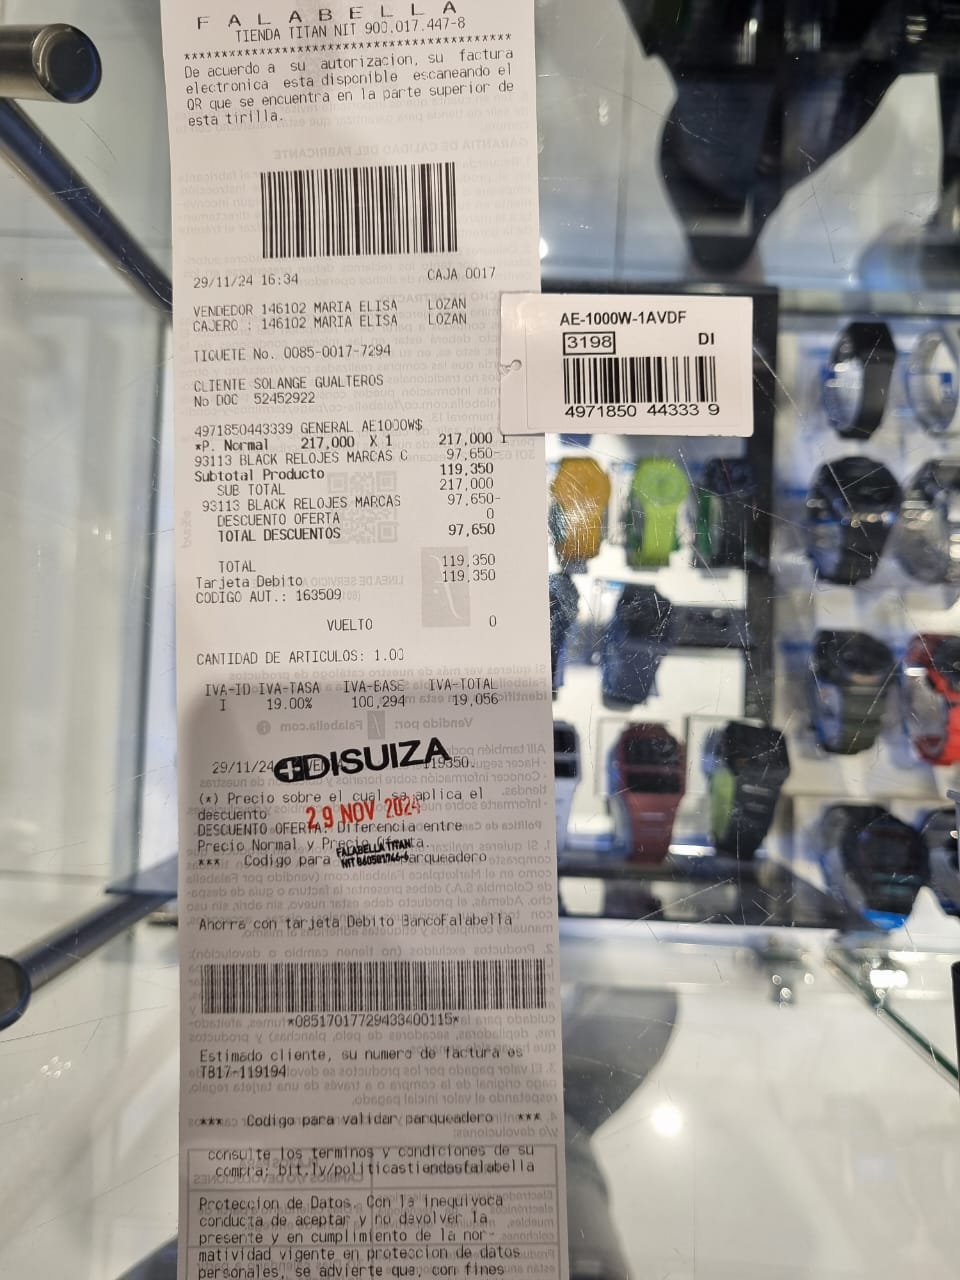 FALABELLA
TIENDA TITAN NIT 900.017.447-8
****************************************
De acuerdo a su autorizacion, su factura
electronica esta disponible escaneando el
QR que se encuentra en la parte superior de
esta tirilla.
29/11/24 16:34 CAJA 0017
VENDEDOR 146102 MARIA ELISA LOZAN
CAJERO : 146102 MARIA ELISA LOZAN
TIQUETE No. 0085-0017-7294
CLIENTE SOLANGE GUALTEROS
No DOC 52452922
4971850443339 GENERAL AE1000W$
*P. Normal 217,000 X 1 217,000 I
93113 BLACK RELOJES MARCAS C 97,650-
Subtotal Producto 119,350
SUB TOTAL 217,000
93113 BLACK RELOJES MARCAS 97,650-
DESCUENTO OFERTA 0
TOTAL DESCUENTOS 97,650
TOTAL 119,350
Tarjeta Debito 119,350
CODIGO AUT.: 163509
VUELTO 0
CANTIDAD DE ARTICULOS: 1.00
IVA-ID IVA-TASA IVA-BASE IVA-TOTAL
I 19.00% 100,294 19,056
29/11/24 119350.
DISUIZA
(*) Precio sobre el cual se aplica el
descuento
29 NOV 2024
DESCUENTO OFERTA: Diferencia entre
Precio Normal y Precio
FALABELLA TITAN
*** Codigo para parqueadero
NIT
Ahorra con tarjeta Debito BancoFalabella
*08517017729433400115*
Estimado cliente, su numero de factura es
TB17-119194
*** Codigo para validar parqueadero ***
consulte los terminos y condiciones de su
compra: bit.ly/politicastiendasfalabella
Proteccion de Datos. Con la inequivoca
conducta de aceptar y no devolver la
presente y en cumplimiento de la nor-
matividad vigente en proteccion de datos
personales, se advierte que, con fines
AE-1000W-1AVDF
3198 DI
4971850 44333 9